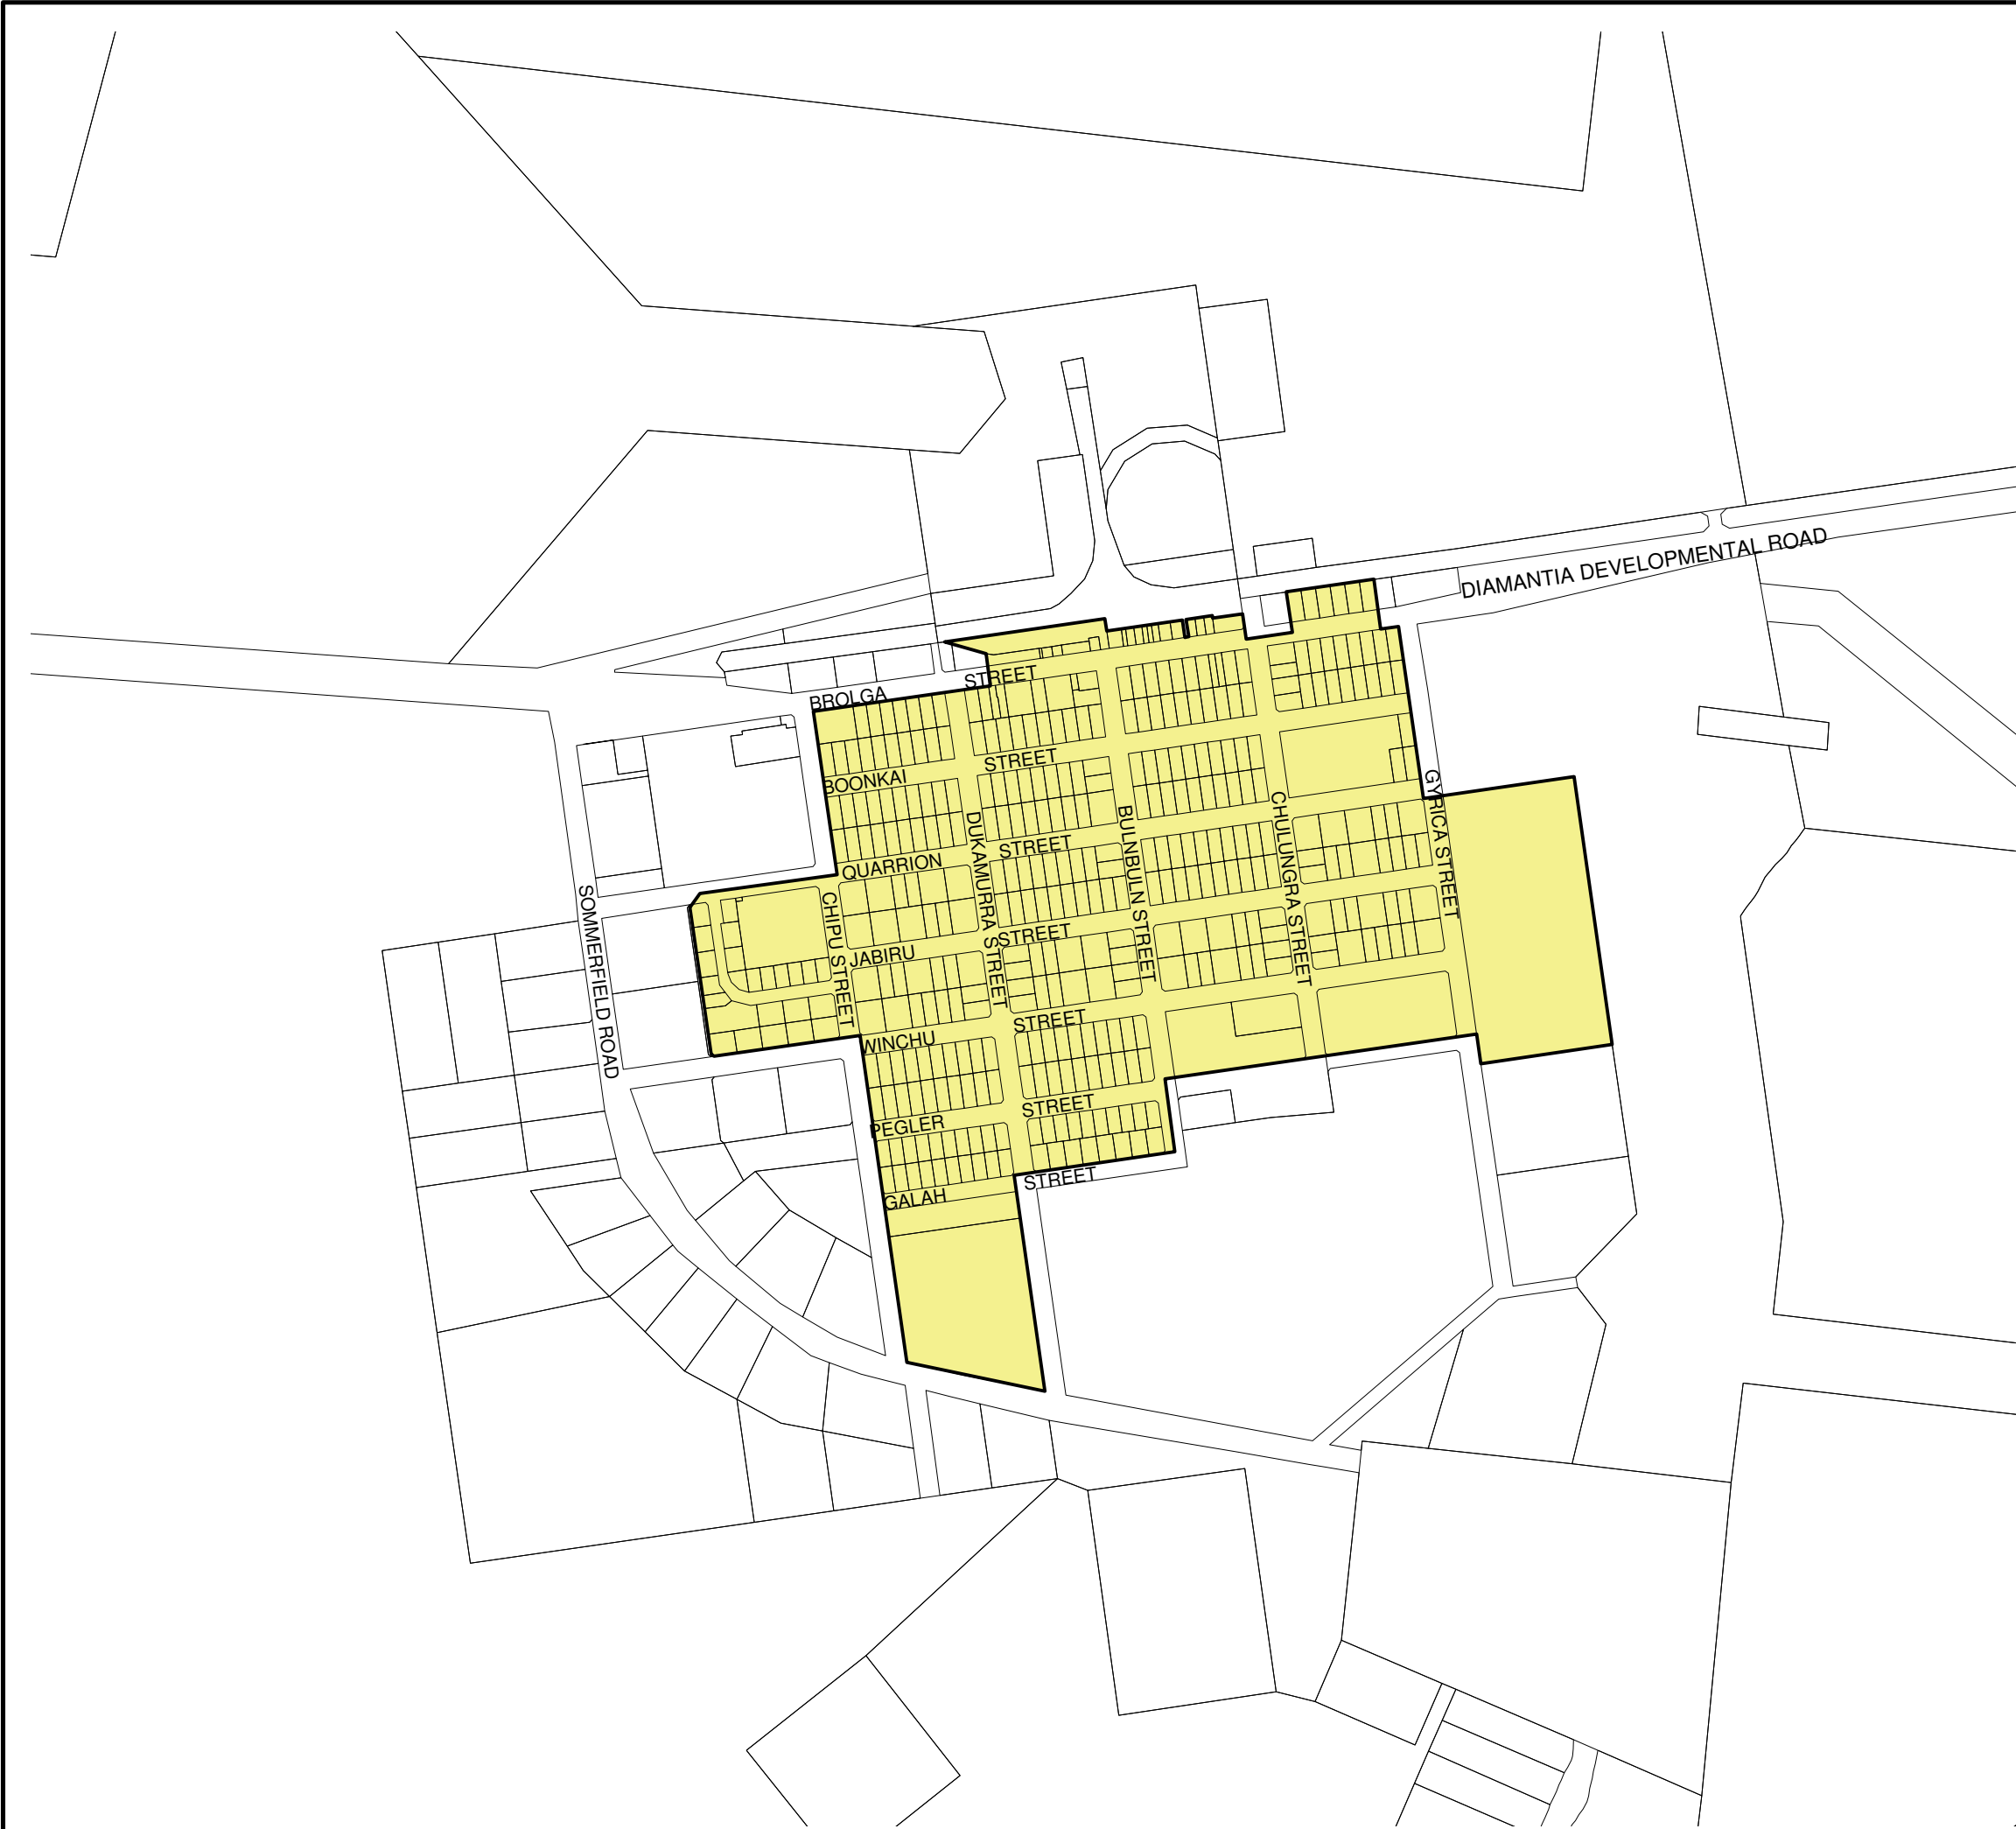 DIAMANTIA DEVELOPMENTAL ROAD
BROLGA STREET
BOONKAI STREET
QUARRION STREET
JABIRU STREET
WINCHU STREET
PEGLER STREET
GALAH STREET
SOMMERFIELD ROAD
CHIPU STREET
DUKAMURRA STREET
BULNBULN STREET
CHULUNGRA STREET
GYRICA STREET